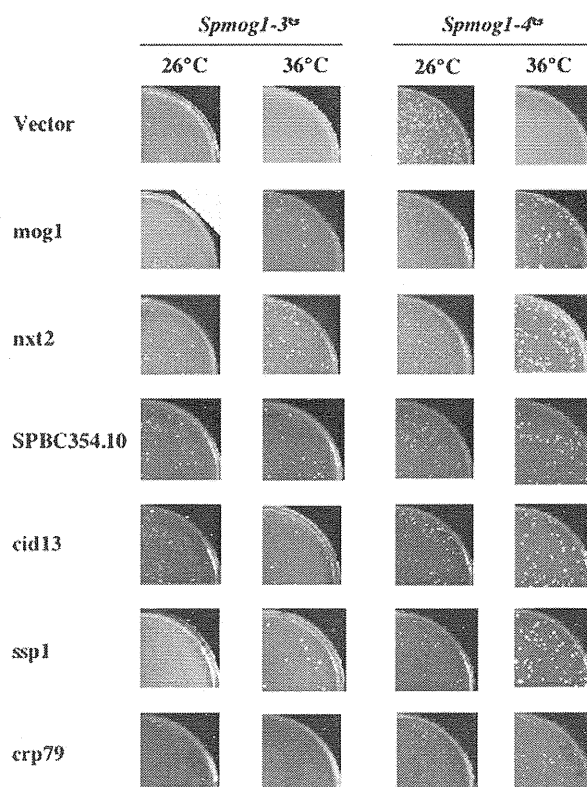 Spmog1-3ts Spmog1-4ts
26°C 36°C 26°C 36°C
Vector
mog1
nxt2
SPBC354.10
cid13
ssp1
crp79